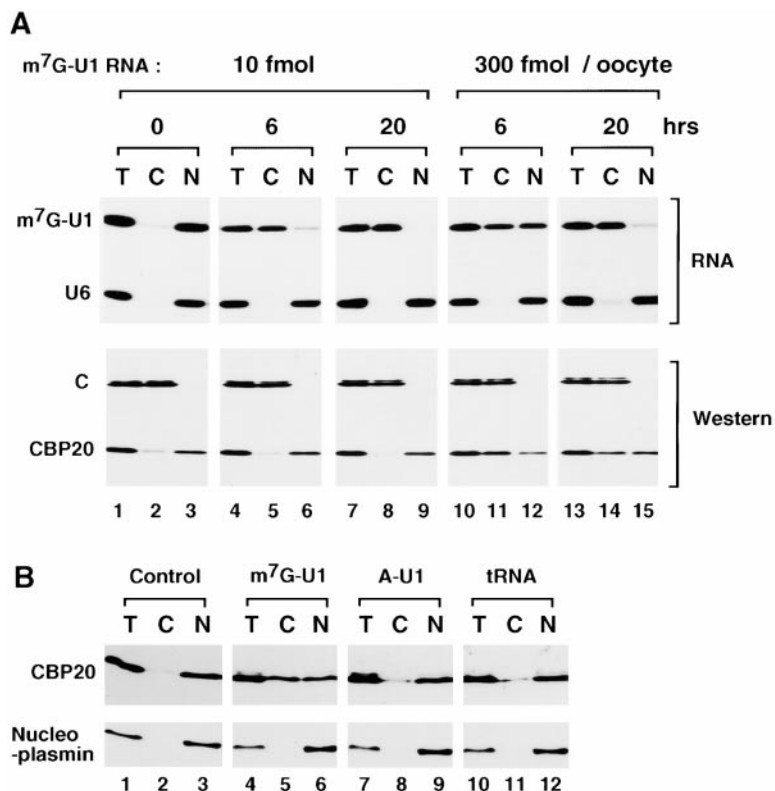 A
m7G-U1 RNA : 10 fmol 300 fmol / oocyte
0 6 20 6 20 hrs
T C N T C N T C N T C N T C N
m7G-U1
RNA
U6
C
Western
CBP20
1 2 3 4 5 6 7 8 9 10 11 12 13 14 15
B
Control m7G-U1 A-U1 tRNA
T C N T C N T C N T C N
CBP20
Nucleo
-plasmin
1 2 3 4 5 6 7 8 9 10 11 12